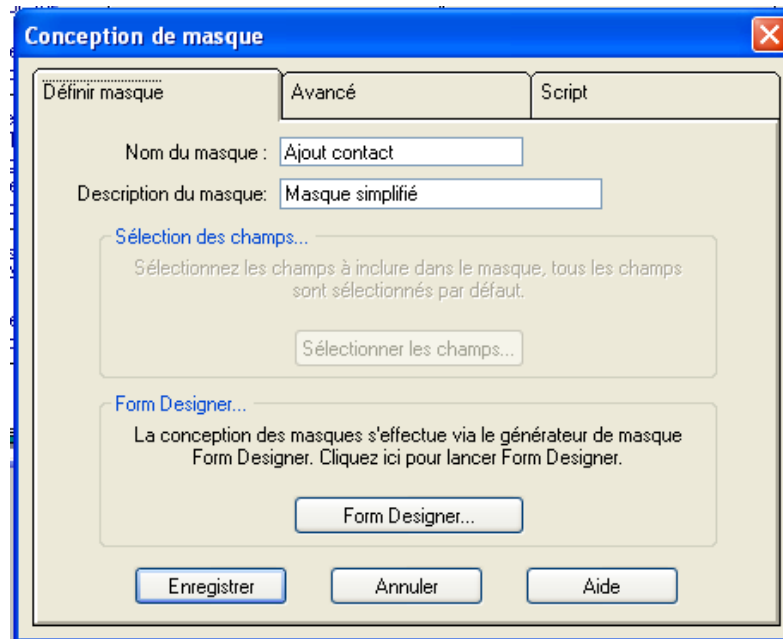 Conception de masque
Définir masque
Avancé
Script
Nom du masque :
Ajout contact
Description du masque:
Masque simplifié
Sélection des champs...
Sélectionnez les champs à inclure dans le masque, tous les champs
sont sélectionnés par défaut.
Sélectionner les champs...
Form Designer...
La conception des masques s'effectue via le générateur de masque
Form Designer. Cliquez ici pour lancer Form Designer.
Form Designer...
Enregistrer
Annuler
Aide